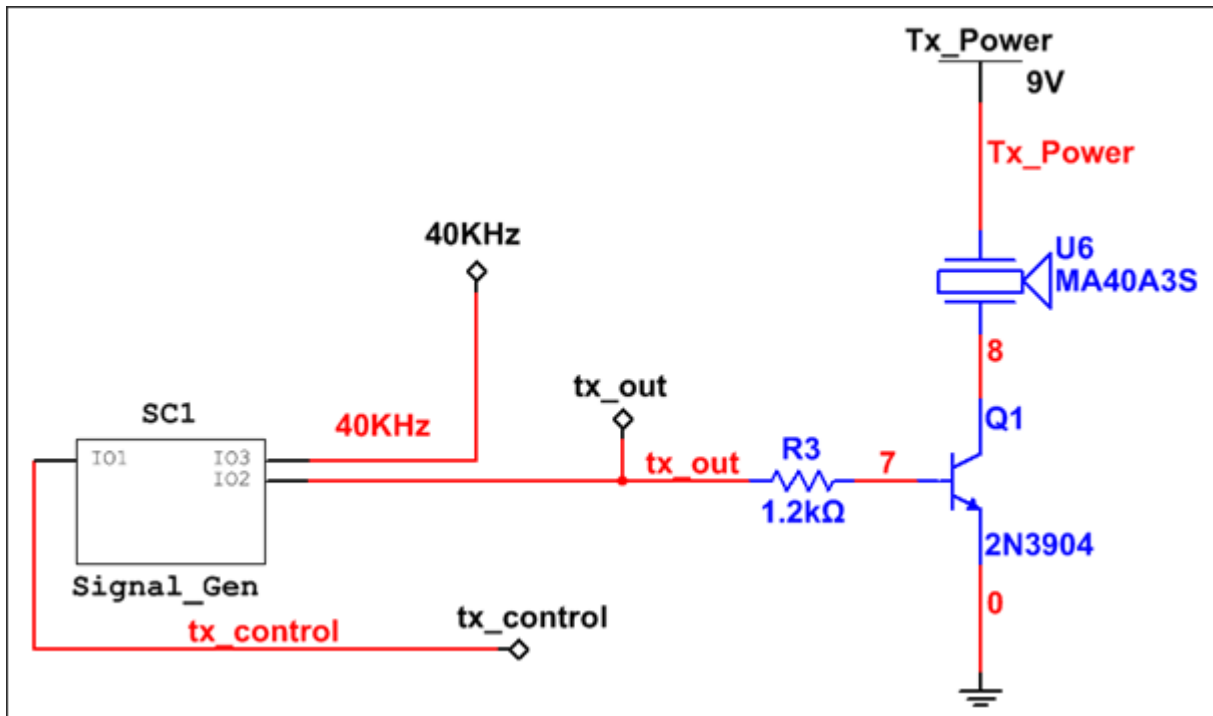 Tx_Power
9V
Tx_Power
40KHz
U6
MA40A3S
8
tx_out
Q1
SC1
40KHz
IO1
IO3
IO2
tx_out
R3
7
1.2kΩ
2N3904
Signal_Gen
0
tx_control
tx_control